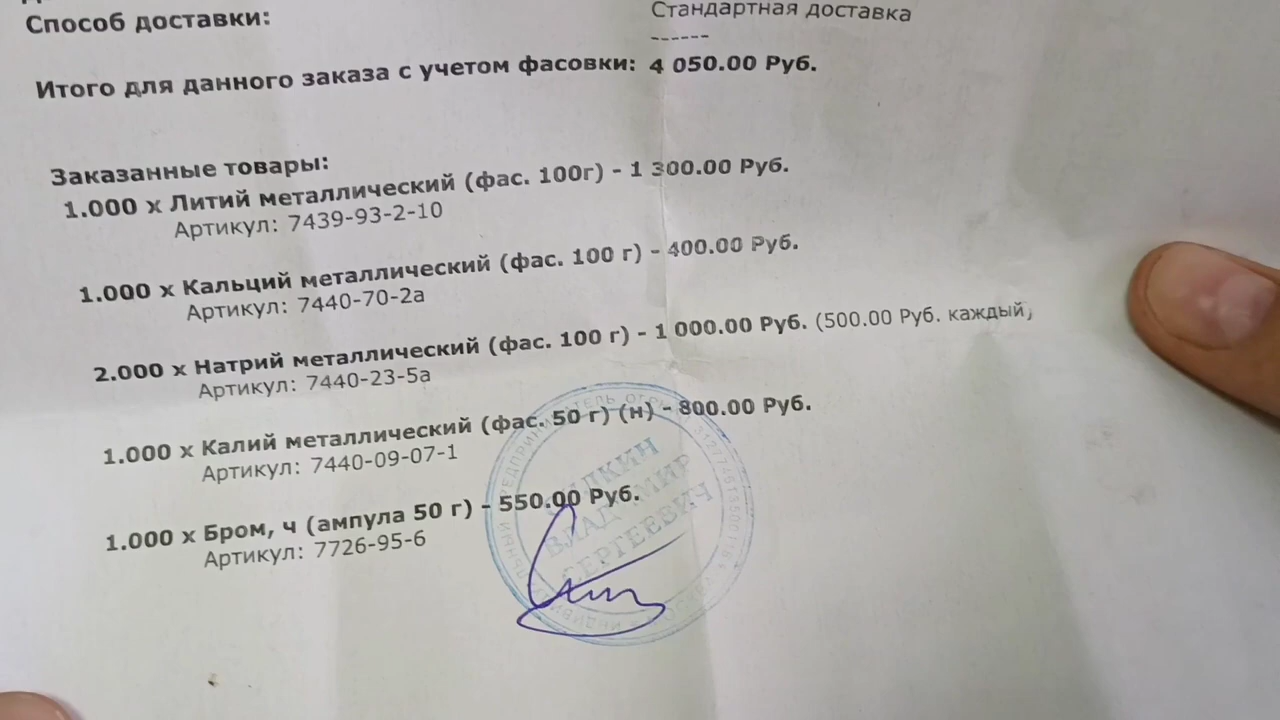 Способ доставки:
Стандартная доставка
------
Итого для данного заказа с учетом фасовки: 4 050.00 Руб.
Заказанные товары:
1.000 x Литий металлический (фас. 100г) - 1 300.00 Руб.
Артикул: 7439-93-2-10
1.000 x Кальций металлический (фас. 100 г) - 400.00 Руб.
Артикул: 7440-70-2а
2.000 x Натрий металлический (фас. 100 г) - 1 000.00 Руб. (500.00 Руб. каждый)
Артикул: 7440-23-5а
1.000 x Калий металлический (фас. 50 г) (н) - 800.00 Руб.
Артикул: 7440-09-07-1
1.000 x Бром, ч (ампула 50 г) - 550.00 Руб.
Артикул: 7726-95-6
ВЛАДИМИР
СЕРГЕЕВИЧ